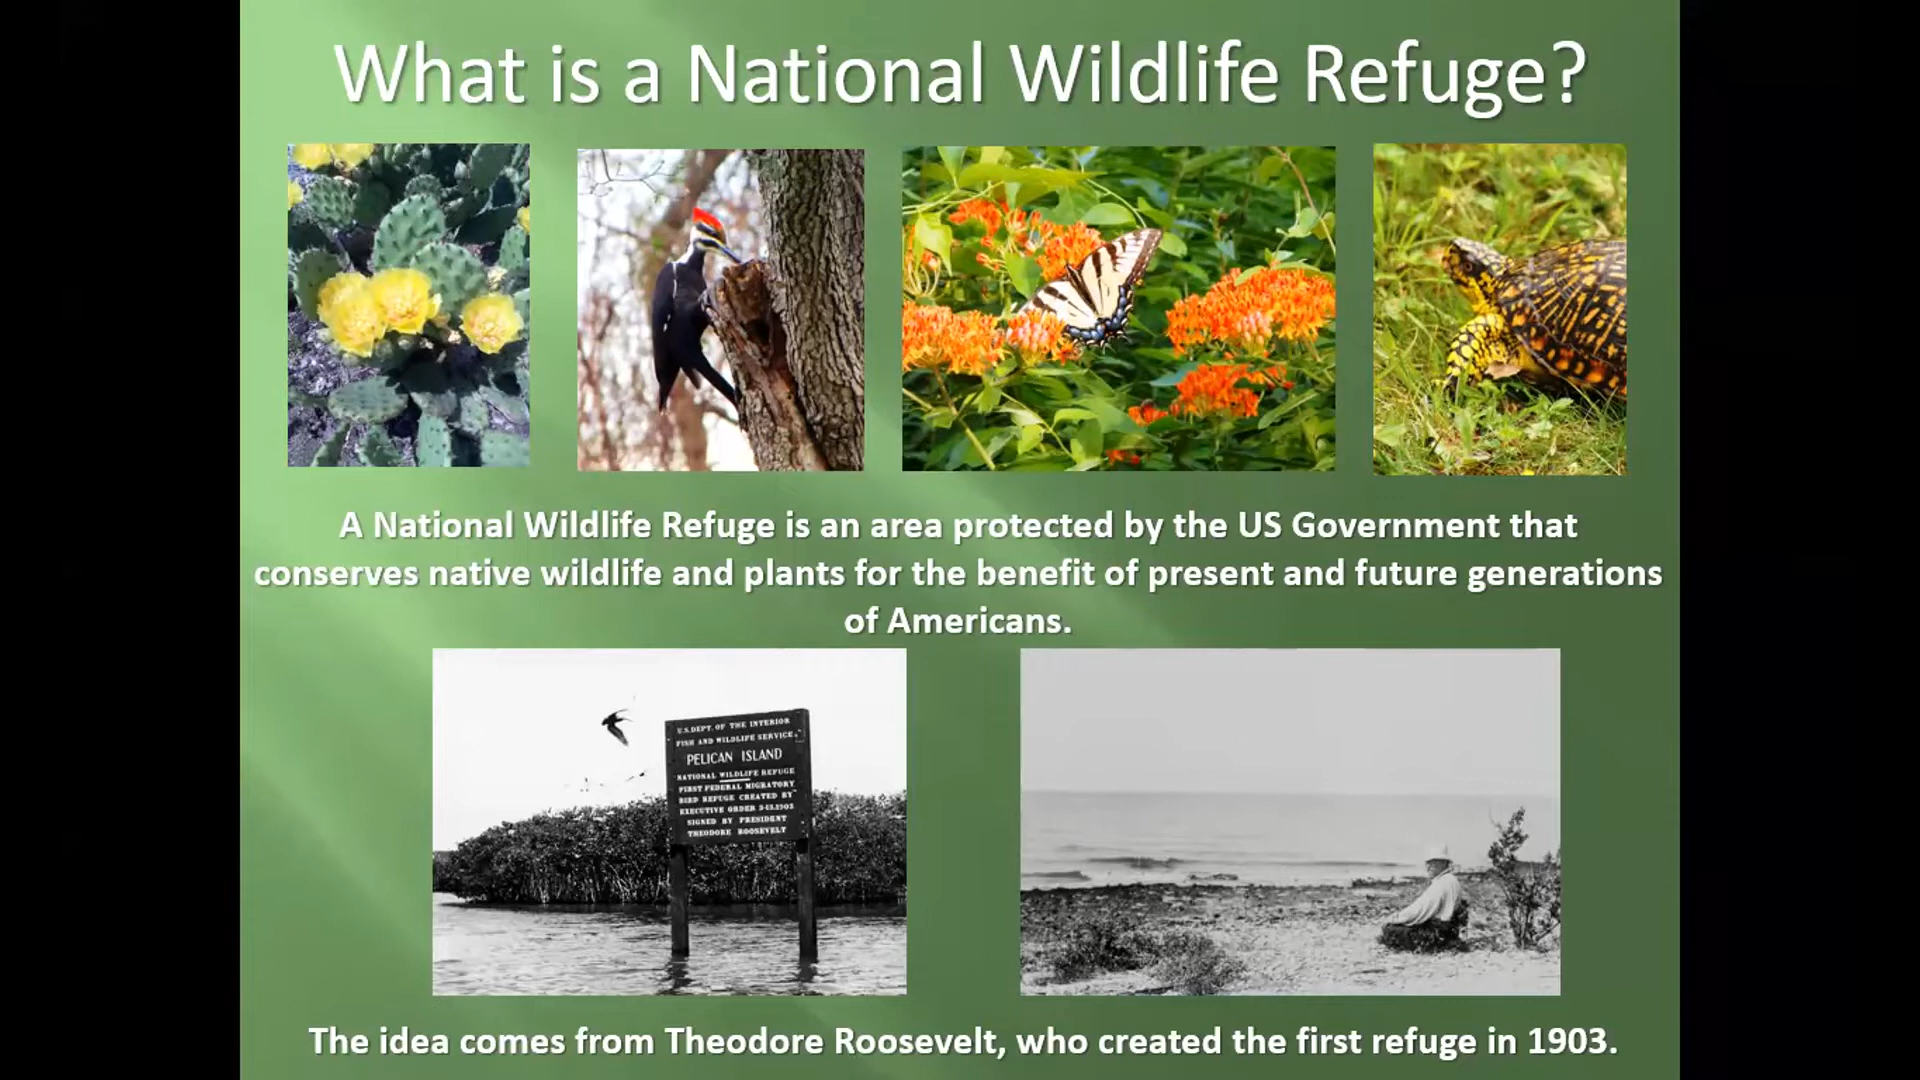 What is a National Wildlife Refuge?
A National Wildlife Refuge is an area protected by the US Government that
conserves native wildlife and plants for the benefit of present and future generations
of Americans.
U.S. DEPT. OF THE INTERIOR
FISH AND WILDLIFE SERVICE
PELICAN ISLAND
NATIONAL WILDLIFE REFUGE
FIRST FEDERAL MIGRATORY
BIRD REFUGE CREATED BY
EXECUTIVE ORDER 3-14-1903
SIGNED BY PRESIDENT
THEODORE ROOSEVELT
The idea comes from Theodore Roosevelt, who created the first refuge in 1903.